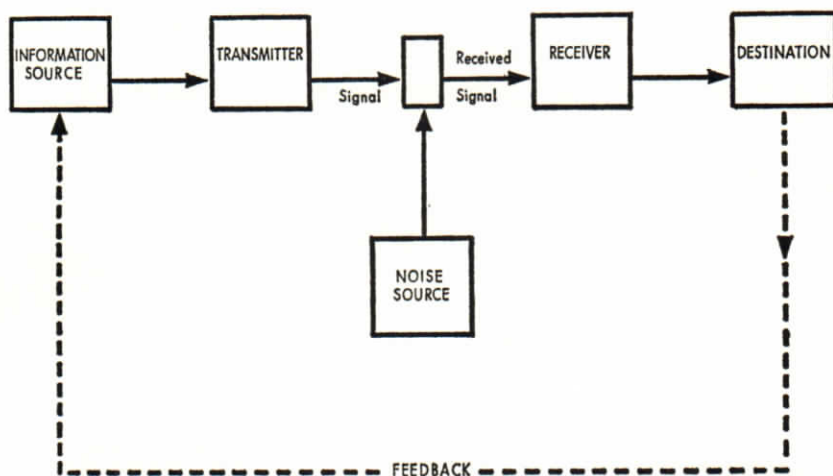 INFORMATION
SOURCE
TRANSMITTER
Signal
Received
Signal
RECEIVER
DESTINATION
NOISE
SOURCE
FEEDBACK